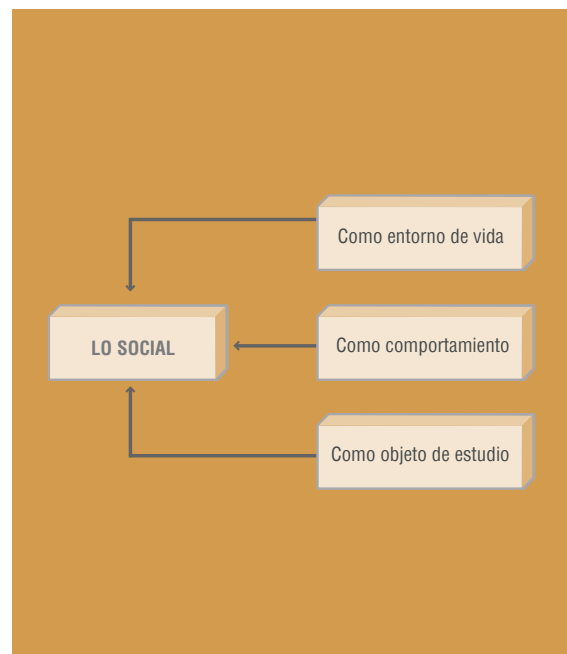 Como entorno de vida
LO SOCIAL
Como comportamiento
Como objeto de estudio